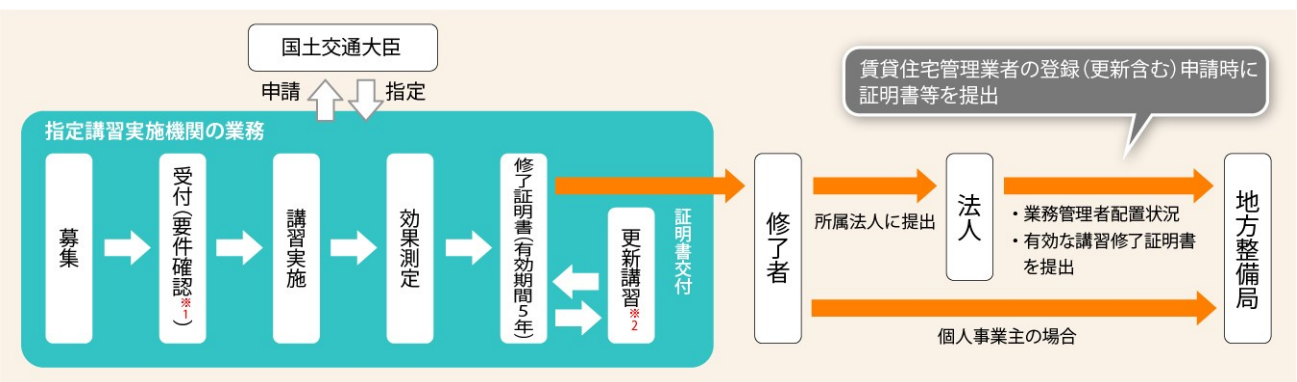 国土交通大臣
申請
指定
賃貸住宅管理業者の登録（更新含む）申請時に
証明書等を提出
指定講習実施機関の業務
募集
受付（要件確認※1）
講習実施
効果測定
修了証明書（有効期間5年）
更新講習※2
証明書交付
修了者
所属法人に提出
法人
・業務管理者配置状況
・有効な講習修了証明書
を提出
個人事業主の場合
地方整備局